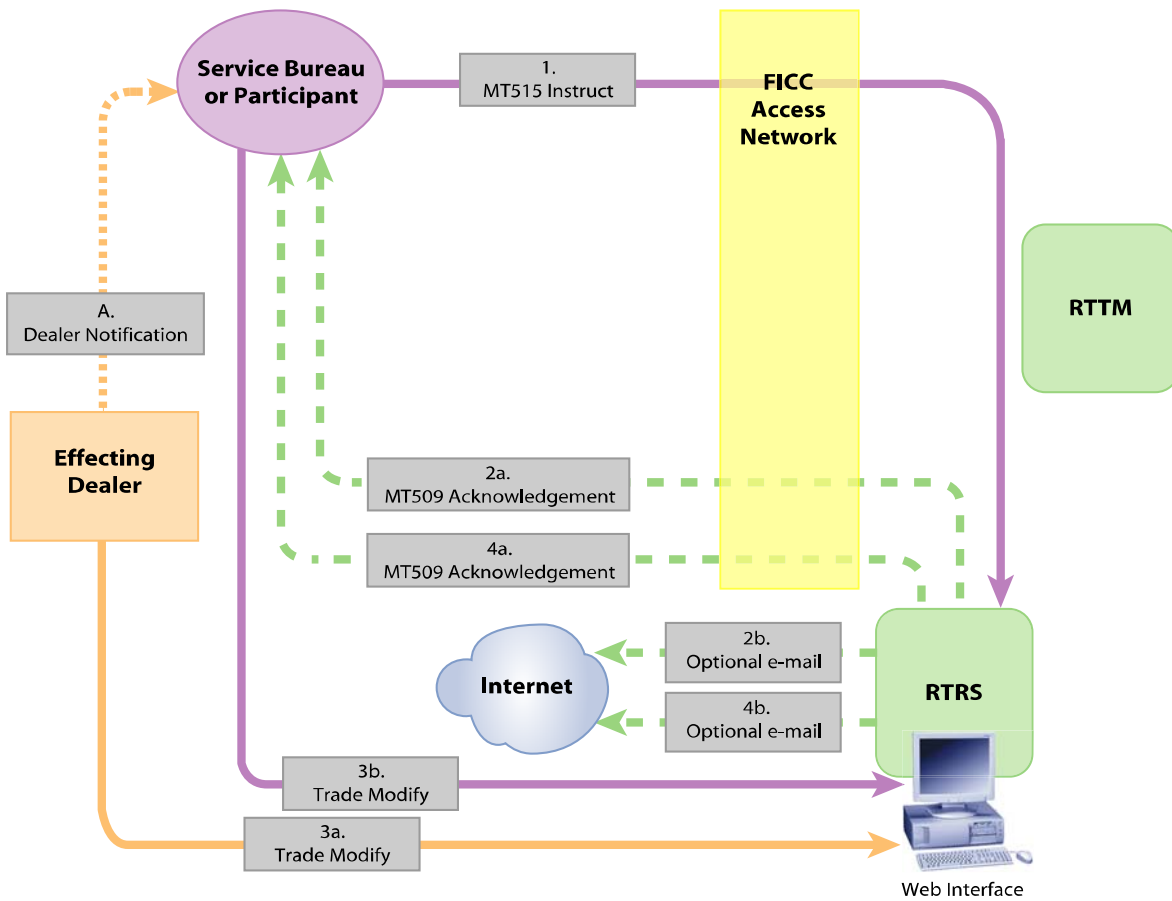 Service Bureau
or Participant
1.
MT515 Instruct
FICC
Access
Network
RTTM
A.
Dealer Notification
Effecting
Dealer
2a.
MT509 Acknowledgement
4a.
MT509 Acknowledgement
2b.
Optional e-mail
Internet
RTRS
4b.
Optional e-mail
3b.
Trade Modify
3a.
Trade Modify
Web Interface